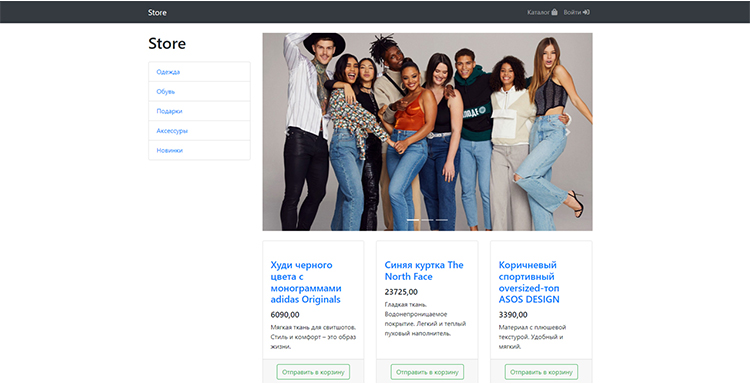 Store
Каталог
Войти
Store
Одежда
Обувь
Подарки
Аксессуры
Новинки
Худи черного
цвета с
монограммами
adidas Originals
6090,00
Мягкая ткань для свитшотов.
Стиль и комфорт – это образ
жизни.
Отправить в корзину
Синяя куртка The
North Face
23725,00
Гладкая ткань.
Водонепроницаемое
покрытие. Легкий и теплый
пуховый наполнитель.
Отправить в корзину
Коричневый
спортивный
oversized-топ
ASOS DESIGN
3390,00
Материал с плюшевой
текстурой. Удобный и
мягкий.
Отправить в корзину